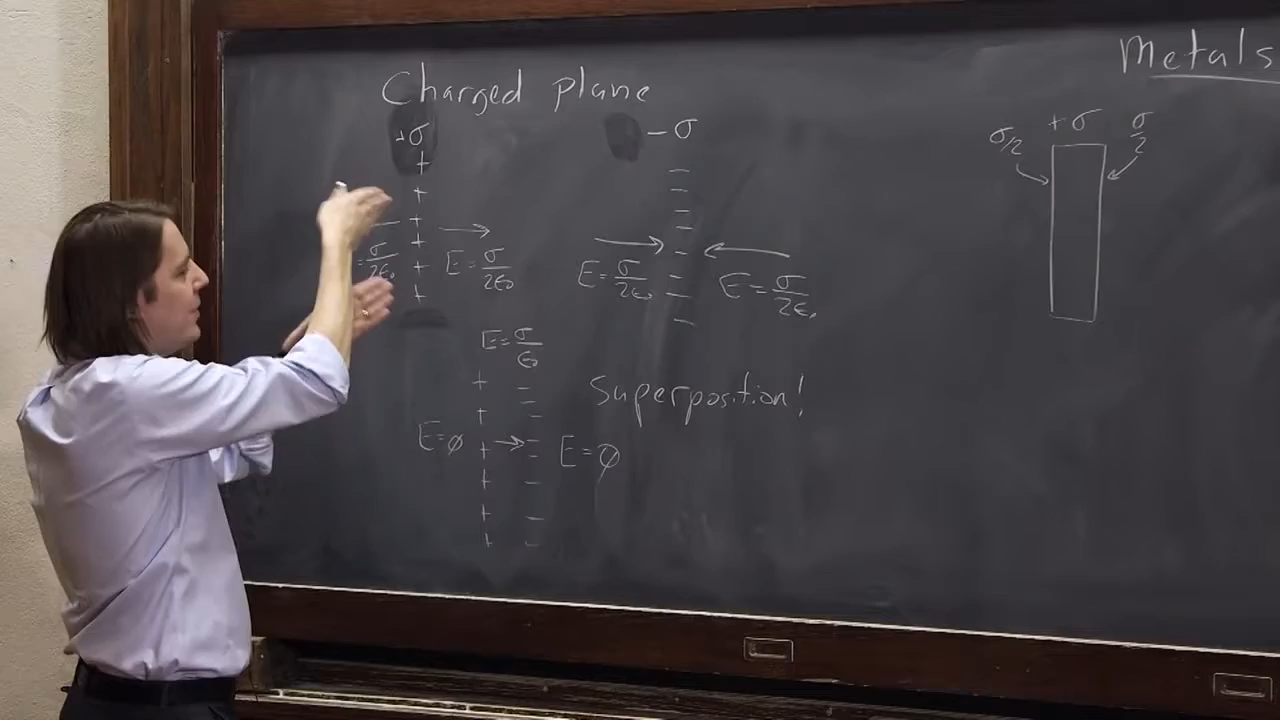 Charged plane
+σ
+
+
+
+
+
+
= σ/2ε₀
E = σ/2ε₀
-σ
-
-
-
-
-
-
-
-
E = σ/2ε₀
E = σ/2ε₀
E = σ/ε₀
+ -
+ -
+ -
+ -
+ -
+ -
E = ø
E = ø
Superposition!
Metals
σ/2
+σ
σ/2